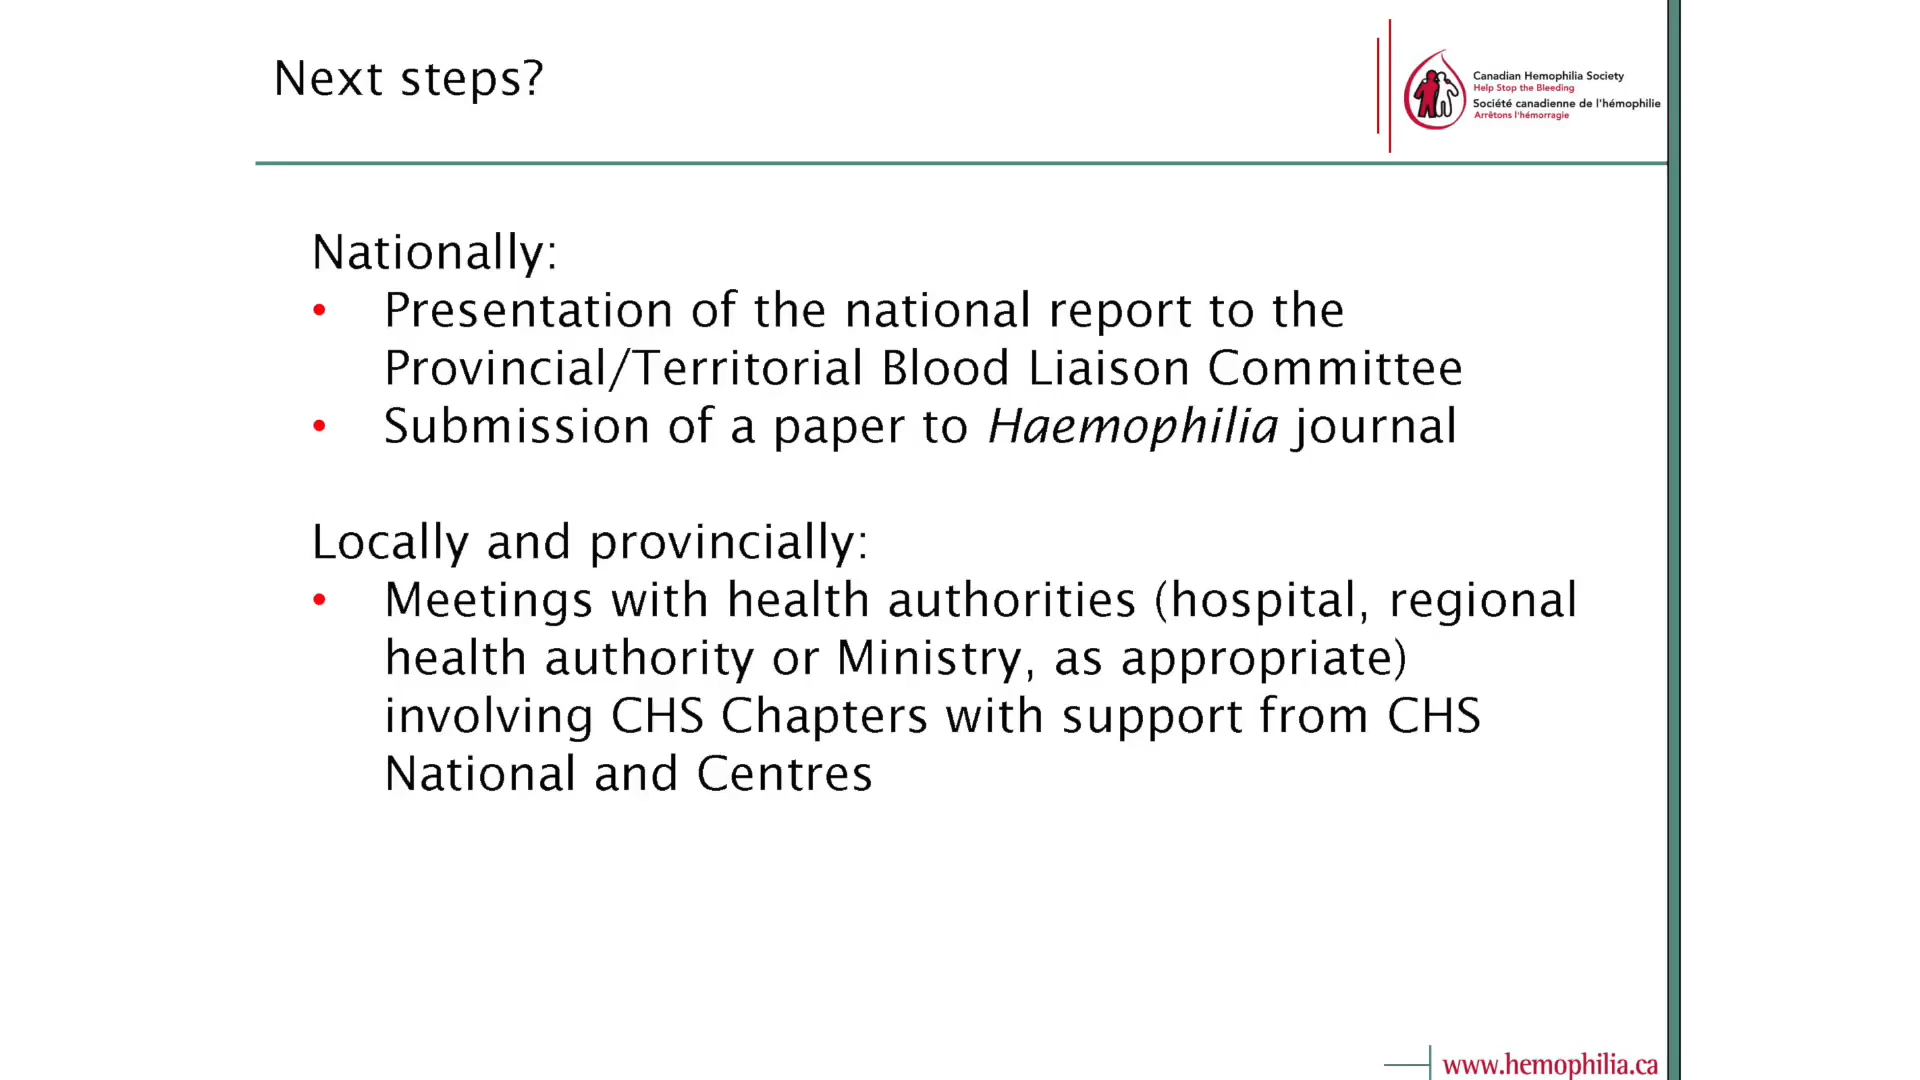 Next steps?
Canadian Hemophilia Society
Help Stop the Bleeding
Société canadienne de l'hémophilie
Arrêtons l'hémorragie
Nationally:
• Presentation of the national report to the
Provincial/Territorial Blood Liaison Committee
• Submission of a paper to Haemophilia journal
Locally and provincially:
• Meetings with health authorities (hospital, regional
health authority or Ministry, as appropriate)
involving CHS Chapters with support from CHS
National and Centres
www.hemophilia.ca